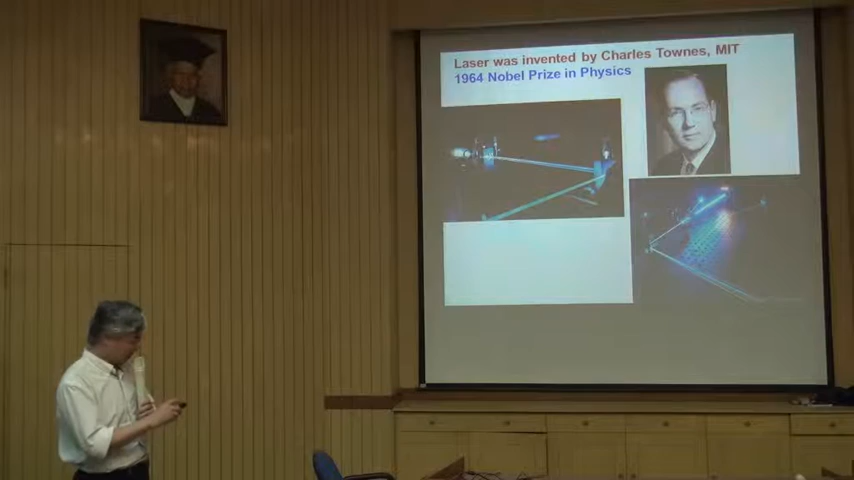 Laser was invented by Charles Townes, MIT
1964 Nobel Prize in Physics